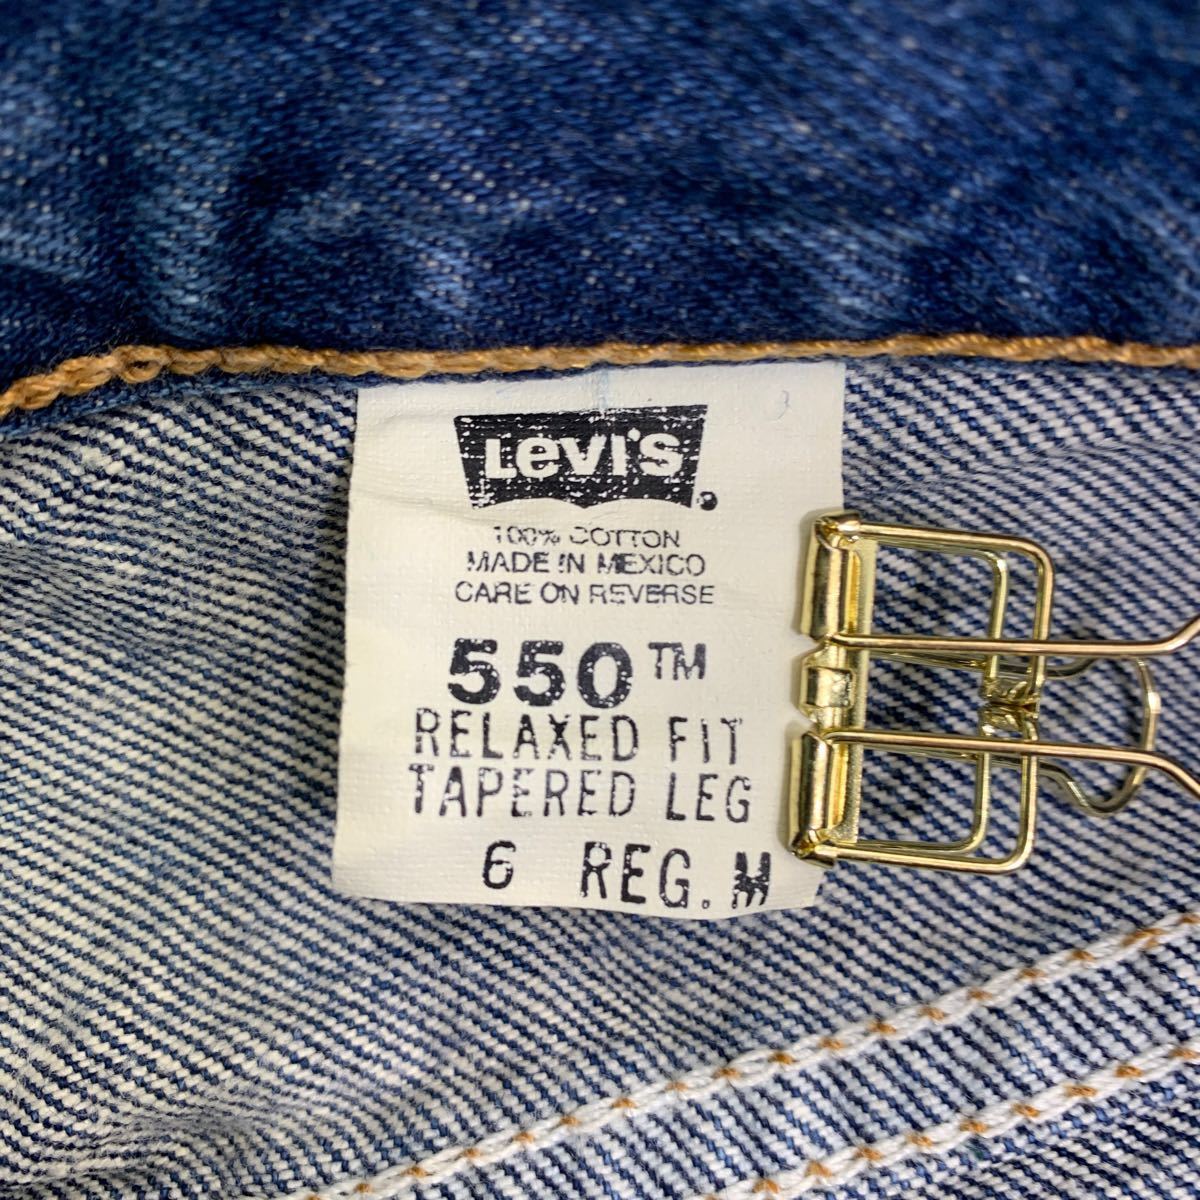 Levi's
100% COTTON
MADE IN MEXICO
CARE ON REVERSE
550™
RELAXED FIT
TAPERED LEG
6 REG. M